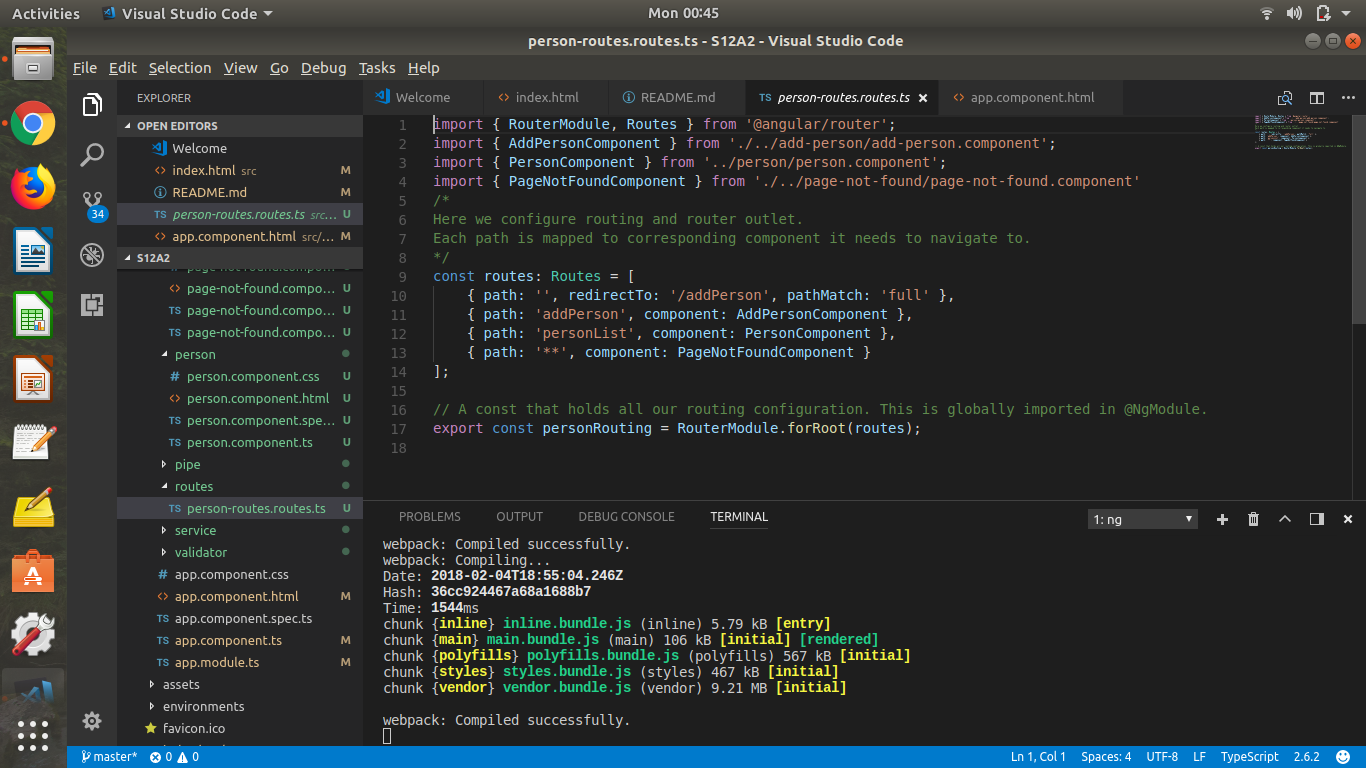 Activities Visual Studio Code Mon 00:45
person-routes.routes.ts - S12A2 - Visual Studio Code
File Edit Selection View Go Debug Tasks Help
EXPLORER
OPEN EDITORS
Welcome
index.html src M
README.md M
person-routes.routes.ts src... U
app.component.html src/... M
S12A2
page-not-found.compo... U
page-not-found.compo... U
page-not-found.compo... U
page-not-found.compo... U
person
# person.component.css U
<> person.component.html U
TS person.component.spe... U
TS person.component.ts U
pipe
routes
TS person-routes.routes.ts U
service
validator
# app.component.css
<> app.component.html M
TS app.component.spec.ts
TS app.component.ts M
TS app.module.ts M
assets
environments
favicon.ico
34
Welcome <> index.html README.md TS person-routes.routes.ts <> app.component.html
1 import { RouterModule, Routes } from '@angular/router';
2 import { AddPersonComponent } from './../add-person/add-person.component';
3 import { PersonComponent } from '../person/person.component';
4 import { PageNotFoundComponent } from './../page-not-found/page-not-found.component'
5 /*
6 Here we configure routing and router outlet.
7 Each path is mapped to corresponding component it needs to navigate to.
8 */
9 const routes: Routes = [
10 { path: '', redirectTo: '/addPerson', pathMatch: 'full' },
11 { path: 'addPerson', component: AddPersonComponent },
12 { path: 'personList', component: PersonComponent },
13 { path: '**', component: PageNotFoundComponent }
14 ];
15
16 // A const that holds all our routing configuration. This is globally imported in @NgModule.
17 export const personRouting = RouterModule.forRoot(routes);
18
PROBLEMS OUTPUT DEBUG CONSOLE TERMINAL 1: ng
webpack: Compiled successfully.
webpack: Compiling...
Date: 2018-02-04T18:55:04.246Z
Hash: 36cc924467a68a1688b7
Time: 1544ms
chunk {inline} inline.bundle.js (inline) 5.79 kB [entry]
chunk {main} main.bundle.js (main) 106 kB [initial] [rendered]
chunk {polyfills} polyfills.bundle.js (polyfills) 567 kB [initial]
chunk {styles} styles.bundle.js (styles) 467 kB [initial]
chunk {vendor} vendor.bundle.js (vendor) 9.21 MB [initial]
webpack: Compiled successfully.
master* 0 0 Ln 1, Col 1 Spaces: 4 UTF-8 LF TypeScript 2.6.2